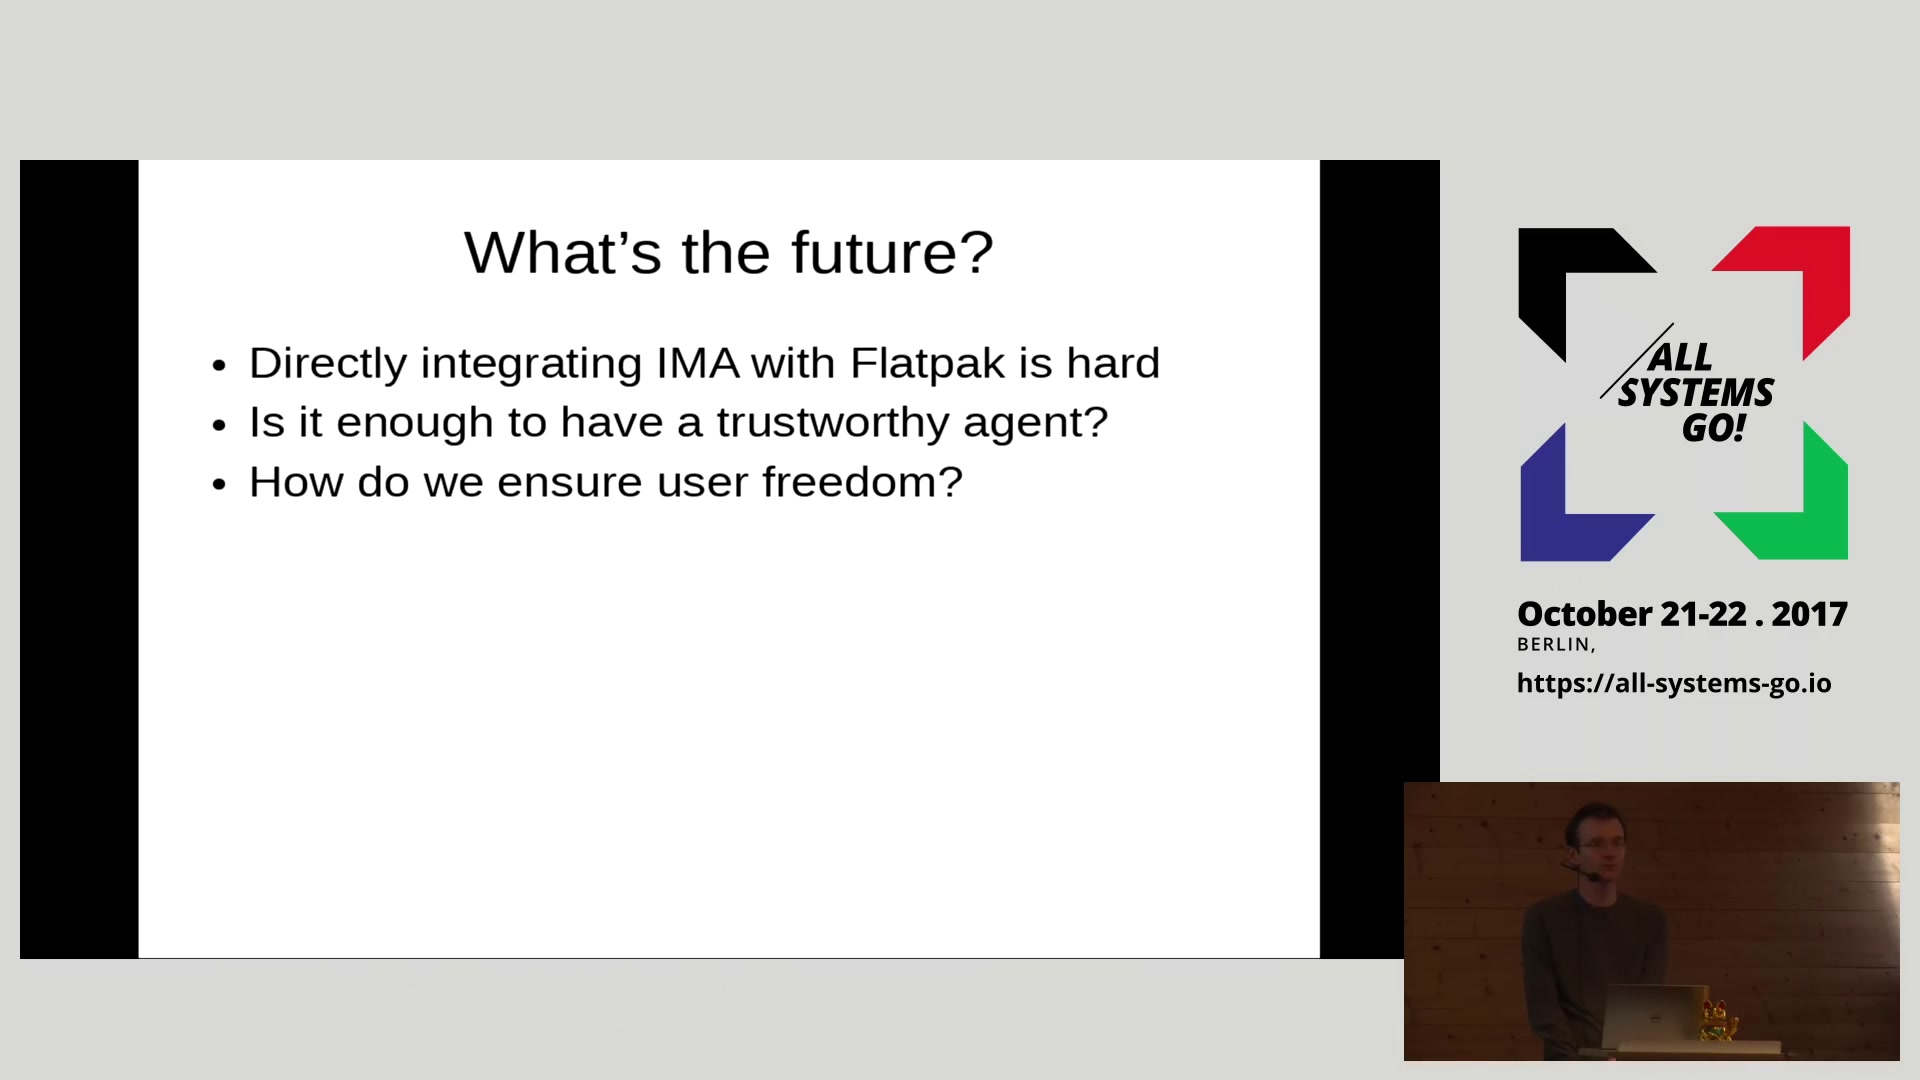 What’s the future?
• Directly integrating IMA with Flatpak is hard
• Is it enough to have a trustworthy agent?
• How do we ensure user freedom?
ALL
SYSTEMS
GO!
October 21-22 . 2017
BERLIN,
https://all-systems-go.io